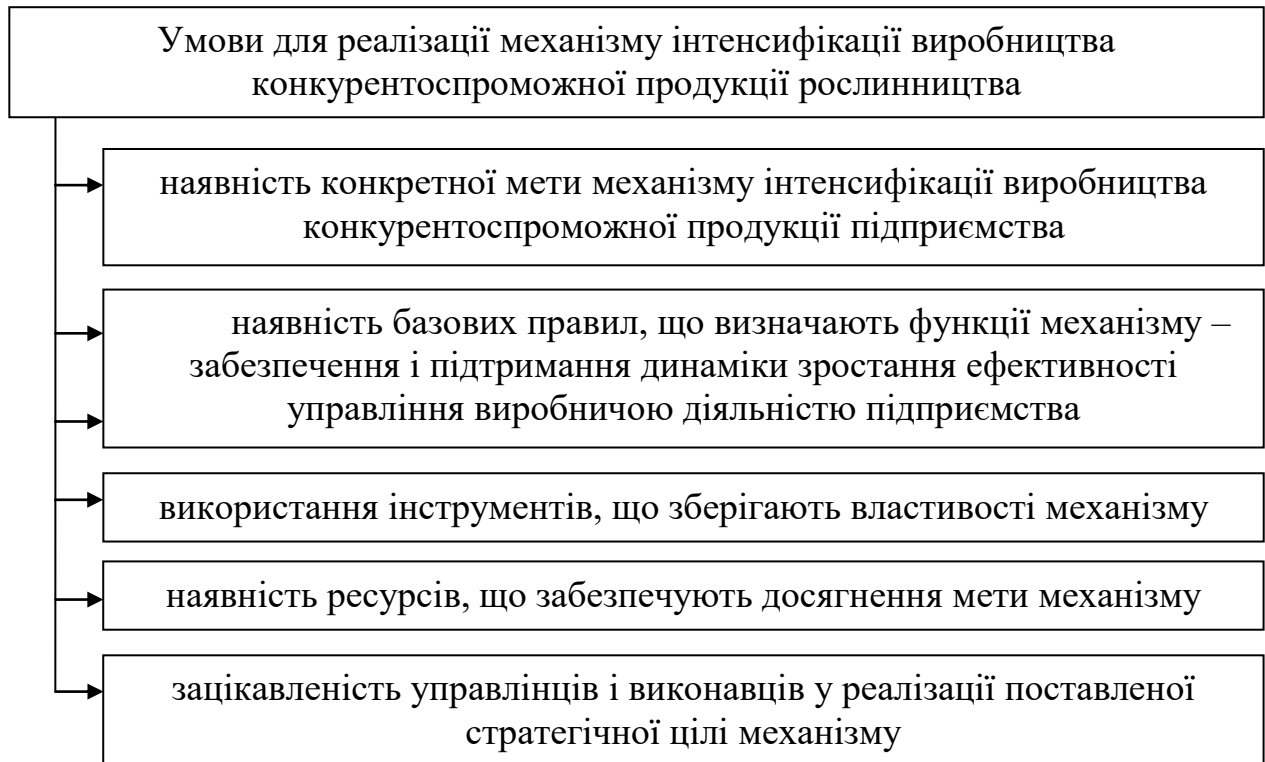 Умови для реалізації механізму інтенсифікації виробництва
конкурентоспроможної продукції рослинництва
наявність конкретної мети механізму інтенсифікації виробництва
конкурентоспроможної продукції підприємства
наявність базових правил, що визначають функції механізму –
забезпечення і підтримання динаміки зростання ефективності
управління виробничою діяльністю підприємства
використання інструментів, що зберігають властивості механізму
наявність ресурсів, що забезпечують досягнення мети механізму
зацікавленість управлінців і виконавців у реалізації поставленої
стратегічної цілі механізму